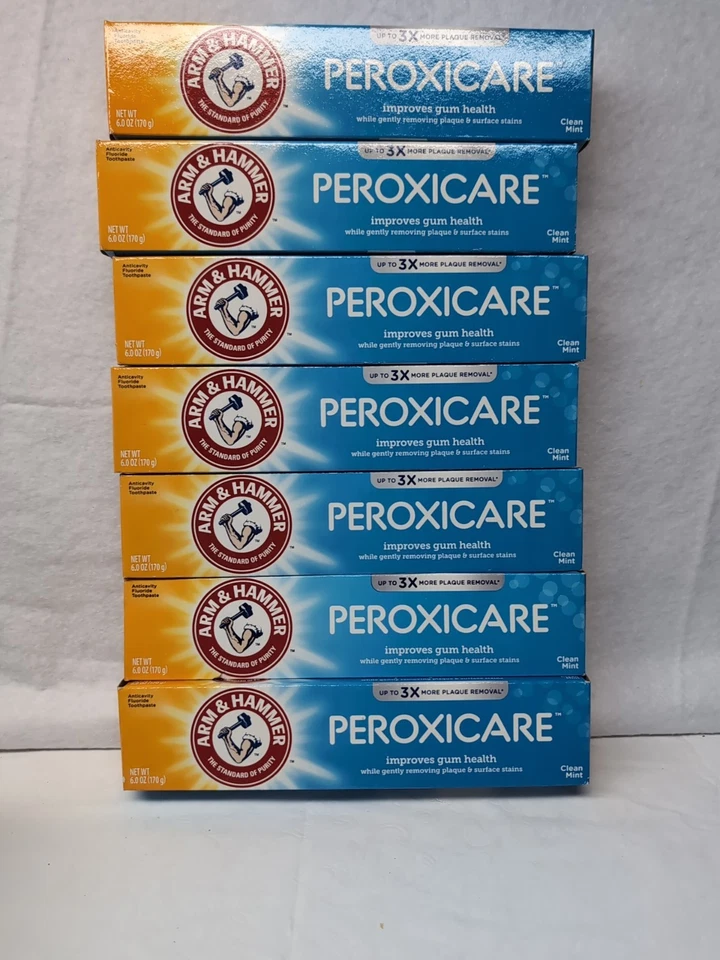 Anticavity
Fluoride
Toothpaste
ARM & HAMMER
THE STANDARD OF PURITY
™
UP TO 3X MORE PLAQUE REMOVAL*
PEROXICARE™
improves gum health
while gently removing plaque & surface stains
NET WT
6.0 OZ (170 g)
Clean
Mint
Anticavity
Fluoride
Toothpaste
ARM & HAMMER
THE STANDARD OF PURITY
™
UP TO 3X MORE PLAQUE REMOVAL*
PEROXICARE™
improves gum health
while gently removing plaque & surface stains
NET WT
6.0 OZ (170 g)
Clean
Mint
Anticavity
Fluoride
Toothpaste
ARM & HAMMER
THE STANDARD OF PURITY
™
UP TO 3X MORE PLAQUE REMOVAL*
PEROXICARE™
improves gum health
while gently removing plaque & surface stains
NET WT
6.0 OZ (170 g)
Clean
Mint
Anticavity
Fluoride
Toothpaste
ARM & HAMMER
THE STANDARD OF PURITY
™
UP TO 3X MORE PLAQUE REMOVAL*
PEROXICARE™
improves gum health
while gently removing plaque & surface stains
NET WT
6.0 OZ (170 g)
Clean
Mint
Anticavity
Fluoride
Toothpaste
ARM & HAMMER
THE STANDARD OF PURITY
™
UP TO 3X MORE PLAQUE REMOVAL*
PEROXICARE™
improves gum health
while gently removing plaque & surface stains
NET WT
6.0 OZ (170 g)
Clean
Mint
Anticavity
Fluoride
Toothpaste
ARM & HAMMER
THE STANDARD OF PURITY
™
UP TO 3X MORE PLAQUE REMOVAL*
PEROXICARE™
improves gum health
while gently removing plaque & surface stains
NET WT
6.0 OZ (170 g)
Clean
Mint
Anticavity
Fluoride
Toothpaste
ARM & HAMMER
THE STANDARD OF PURITY
™
UP TO 3X MORE PLAQUE REMOVAL*
PEROXICARE™
improves gum health
while gently removing plaque & surface stains
NET WT
6.0 OZ (170 g)
Clean
Mint